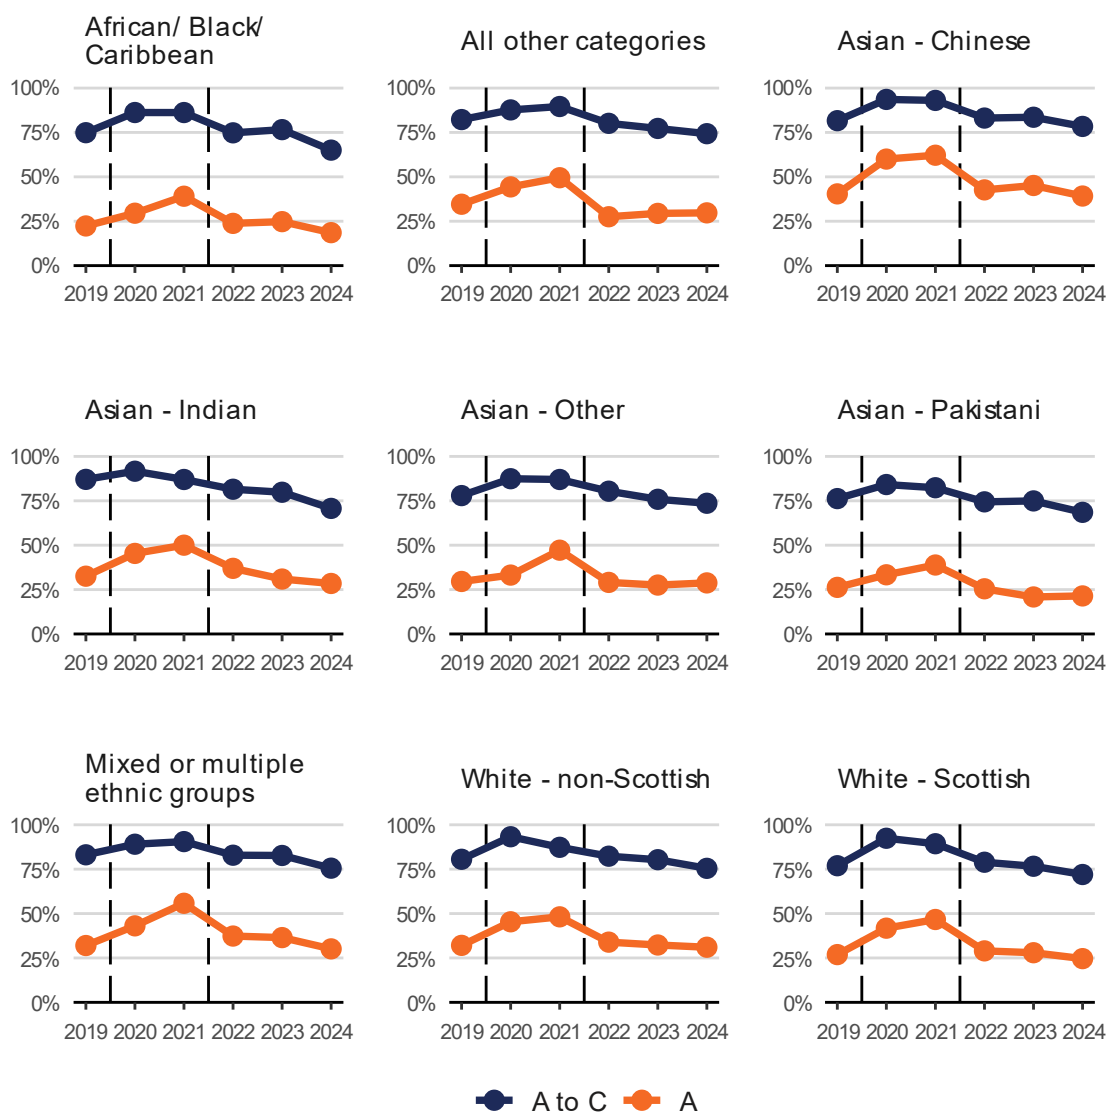 African/ Black/
Caribbean
All other categories
Asian - Chinese
100%
75%
50%
25%
0%
2019 2020 2021 2022 2023 2024
100%
75%
50%
25%
0%
2019 2020 2021 2022 2023 2024
100%
75%
50%
25%
0%
2019 2020 2021 2022 2023 2024
Asian - Indian
Asian - Other
Asian - Pakistani
100%
75%
50%
25%
0%
2019 2020 2021 2022 2023 2024
100%
75%
50%
25%
0%
2019 2020 2021 2022 2023 2024
100%
75%
50%
25%
0%
2019 2020 2021 2022 2023 2024
Mixed or multiple
ethnic groups
White - non-Scottish
White - Scottish
100%
75%
50%
25%
0%
2019 2020 2021 2022 2023 2024
100%
75%
50%
25%
0%
2019 2020 2021 2022 2023 2024
100%
75%
50%
25%
0%
2019 2020 2021 2022 2023 2024
A to C A